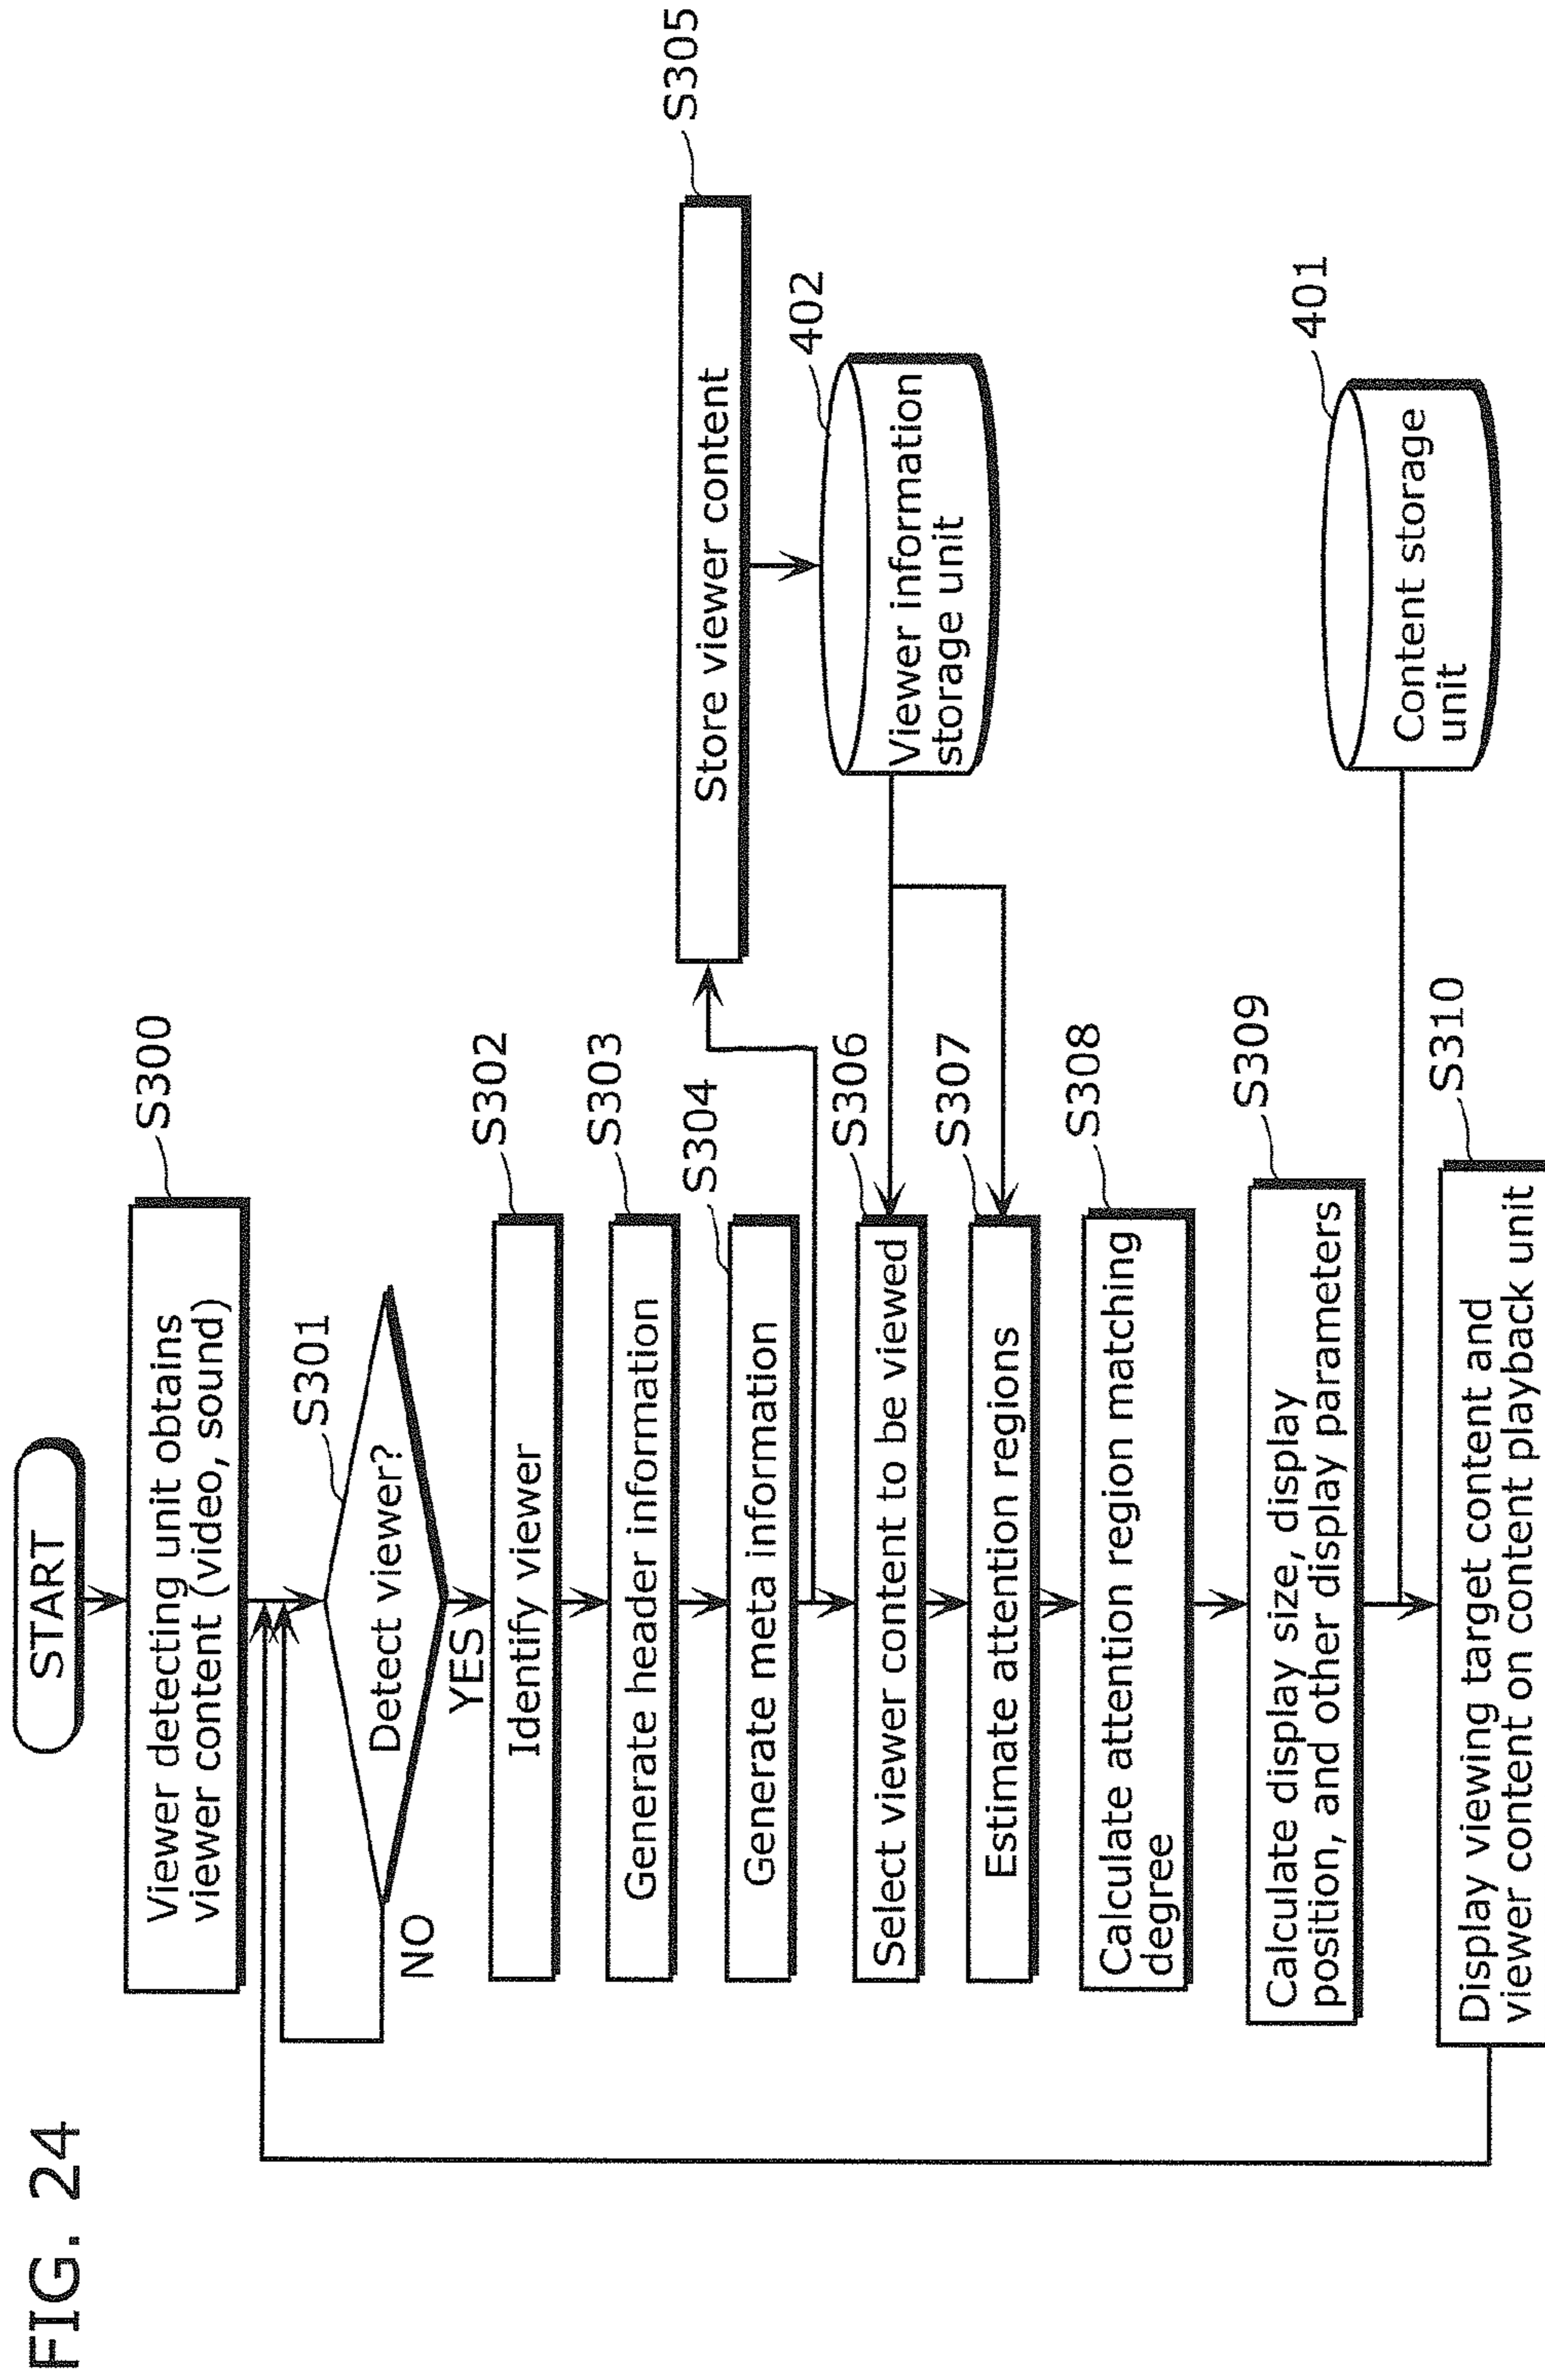 FIG. 24
START
Viewer detecting unit obtains
viewer content (video, sound)
S300
S301
Detect viewer?
NO
YES
Identify viewer
S302
Generate header information
S303
Generate meta information
S304
Store viewer content
S305
Viewer information
storage unit
402
Select viewer content to be viewed
S306
Estimate attention regions
S307
Calculate attention region matching
degree
S308
Calculate display size, display
position, and other display parameters
S309
Content storage
unit
401
Display viewing target content and
viewer content on content playback unit
S310